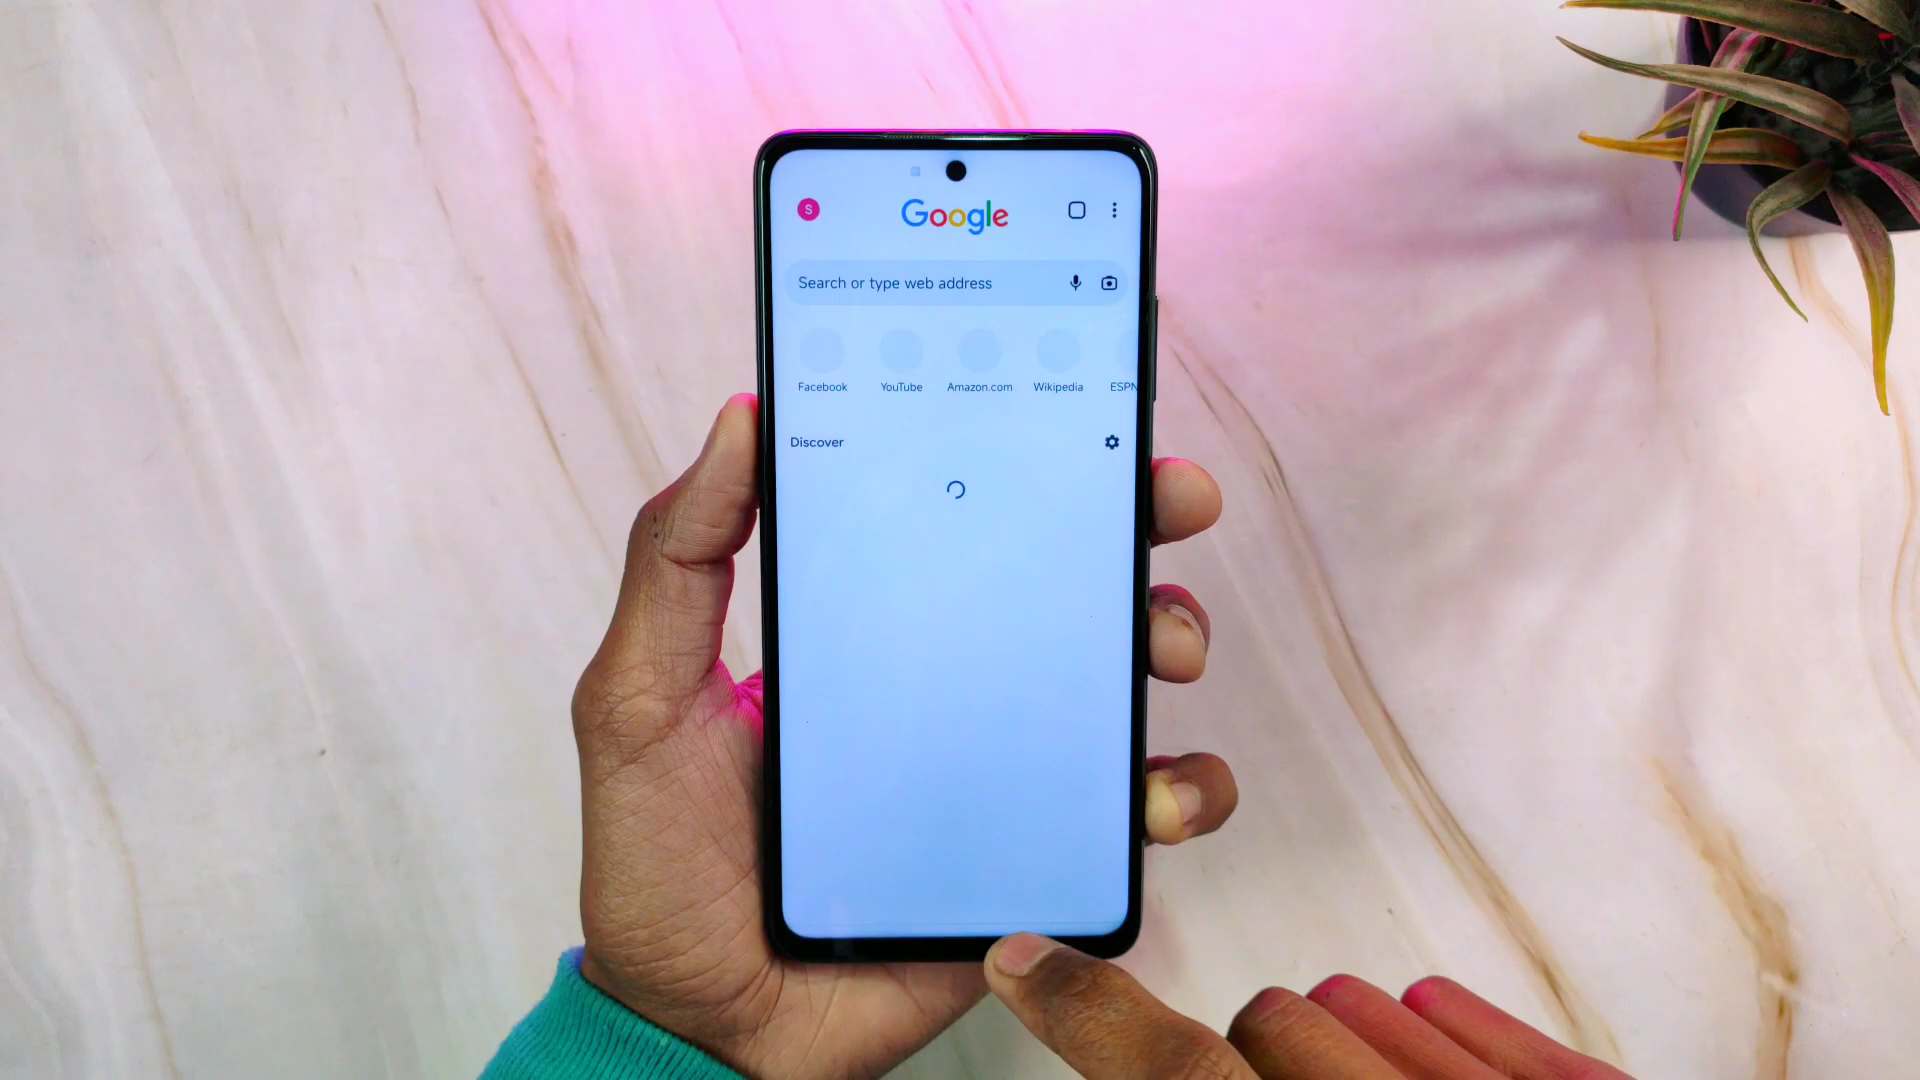 S
Google
Search or type web address
Facebook YouTube Amazon.com Wikipedia ESPN
Discover